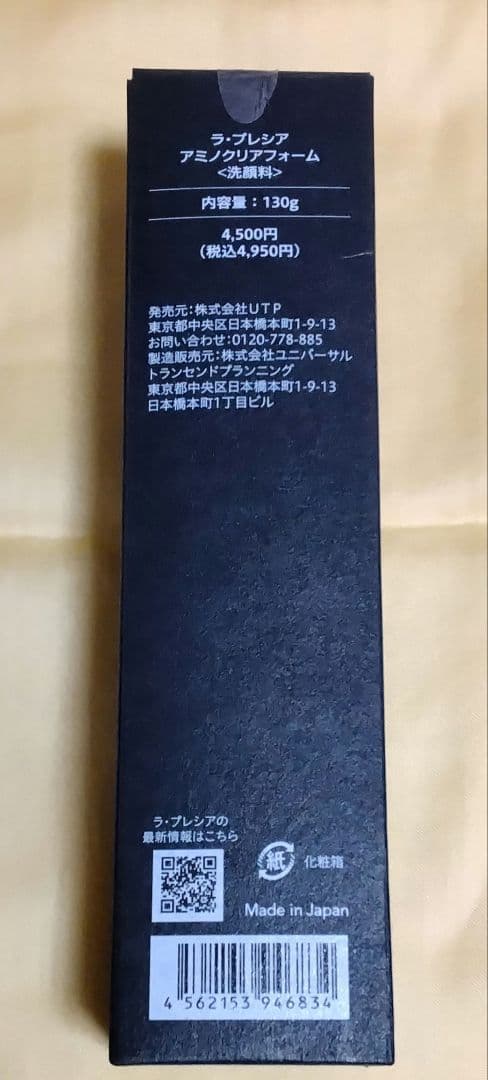 ラ・プレシア
アミノクリアフォーム
<洗顔料>
内容量：130g
4,500円
(税込4,950円)
発売元：株式会社UTP
東京都中央区日本橋本町1-9-13
お問い合わせ：0120-778-885
製造販売元：株式会社ユニバーサル
トランセンドプランニング
東京都中央区日本橋本町1-9-13
日本橋本町1丁目ビル
ラ・プレシアの
最新情報はこちら
紙 化粧箱
Made in Japan
4 562153 946834